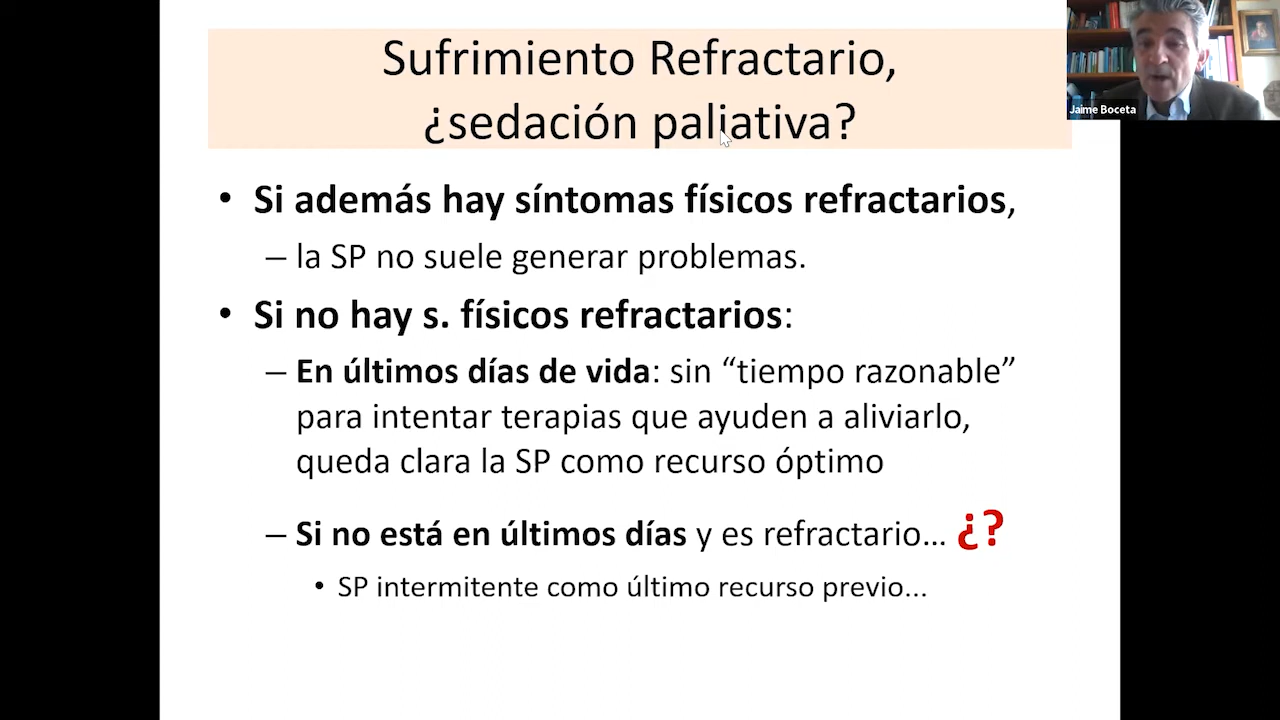 Sufrimiento Refractario,
¿sedación paliativa?
Jaime Boceta
• Si además hay síntomas físicos refractarios,
– la SP no suele generar problemas.
• Si no hay s. físicos refractarios:
– En últimos días de vida: sin “tiempo razonable”
para intentar terapias que ayuden a aliviarlo,
queda clara la SP como recurso óptimo
– Si no está en últimos días y es refractario... ¿?
• SP intermitente como último recurso previo...